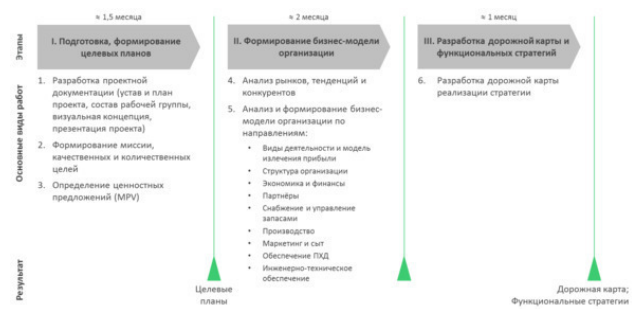 ≈ 1,5 месяца
≈ 2 месяца
≈ 1 месяц
Этапы
I. Подготовка, формирование
целевых планов
II. Формирование бизнес-модели
организации
III. Разработка дорожной карты и
функциональных стратегий
Основные виды работ
1. Разработка проектной
документации (устав и план
проекта, состав рабочей группы,
визуальная концепция,
презентация проекта)
2. Формирование миссии,
качественных и количественных
целей
3. Определение ценностных
предложений (MPV)
4. Анализ рынков, тенденций и
конкурентов
5. Анализ и формирование бизнес-
модели организации по
направлениям:
• Виды деятельности и модель
извлечения прибыли
• Структура организации
• Экономика и финансы
• Партнёры
• Снабжение и управление
запасами
• Производство
• Маркетинг и сыт
• Обеспечение ПХД
• Инженерно-техническое
обеспечение
6. Разработка дорожной карты
реализации стратегии
Результат
Целевые
планы
Дорожная карта;
Функциональные стратегии